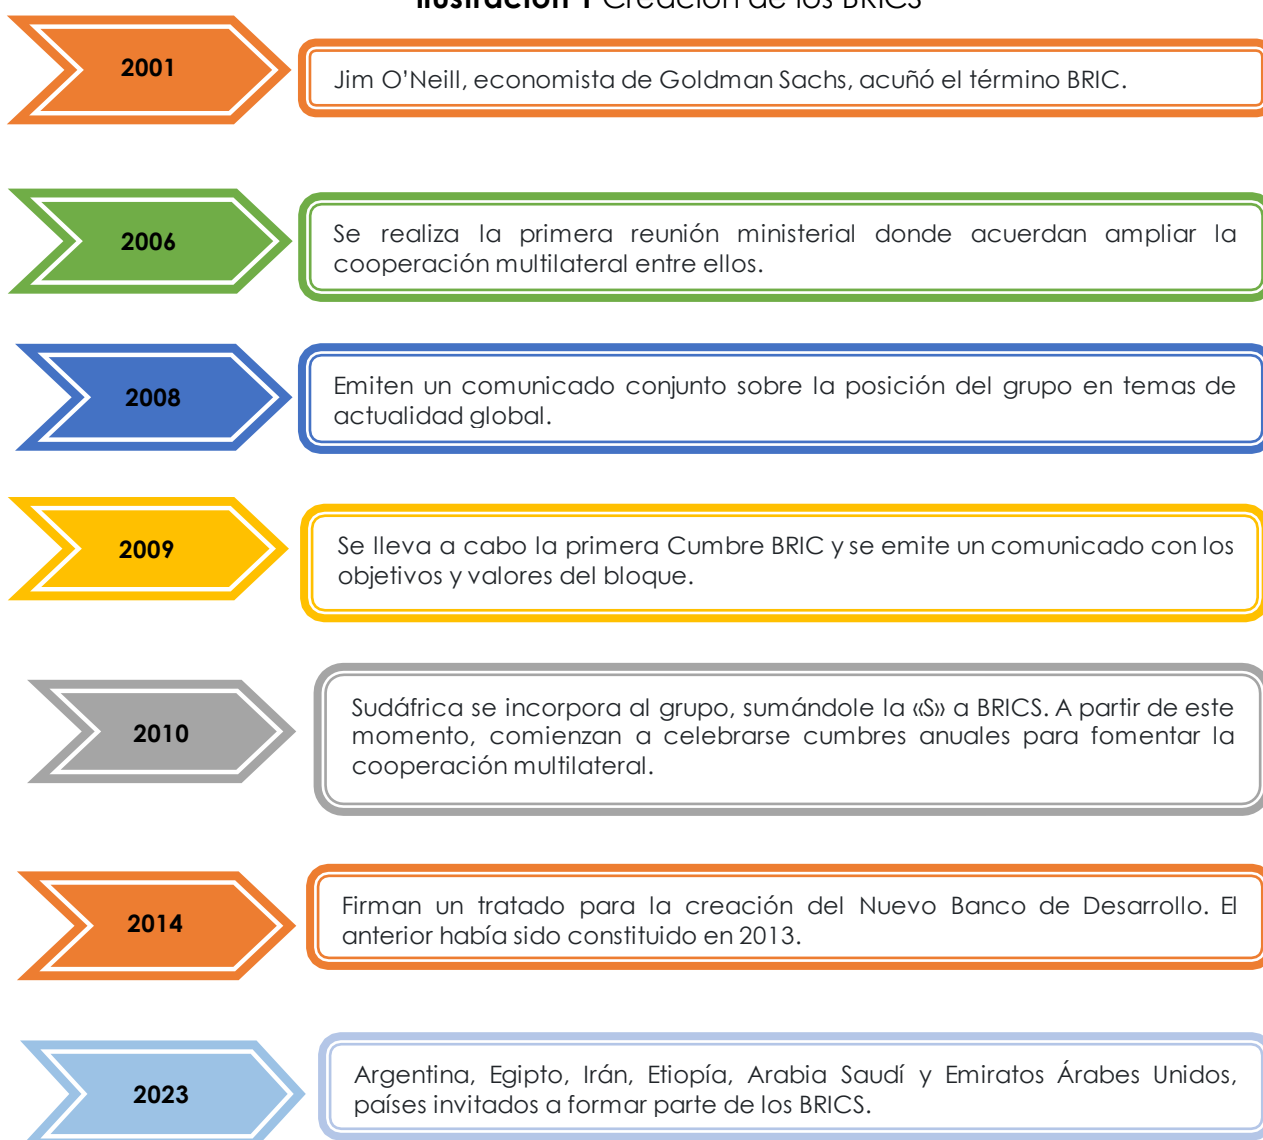 Ilustración 1 Creación de los BRICS
2001
Jim O’Neill, economista de Goldman Sachs, acuñó el término BRIC.
2006
Se realiza la primera reunión ministerial donde acuerdan ampliar la
cooperación multilateral entre ellos.
2008
Emiten un comunicado conjunto sobre la posición del grupo en temas de
actualidad global.
2009
Se lleva a cabo la primera Cumbre BRIC y se emite un comunicado con los
objetivos y valores del bloque.
2010
Sudáfrica se incorpora al grupo, sumándole la «S» a BRICS. A partir de este
momento, comienzan a celebrarse cumbres anuales para fomentar la
cooperación multilateral.
2014
Firman un tratado para la creación del Nuevo Banco de Desarrollo. El
anterior había sido constituido en 2013.
2023
Argentina, Egipto, Irán, Etiopía, Arabia Saudí y Emiratos Árabes Unidos,
países invitados a formar parte de los BRICS.